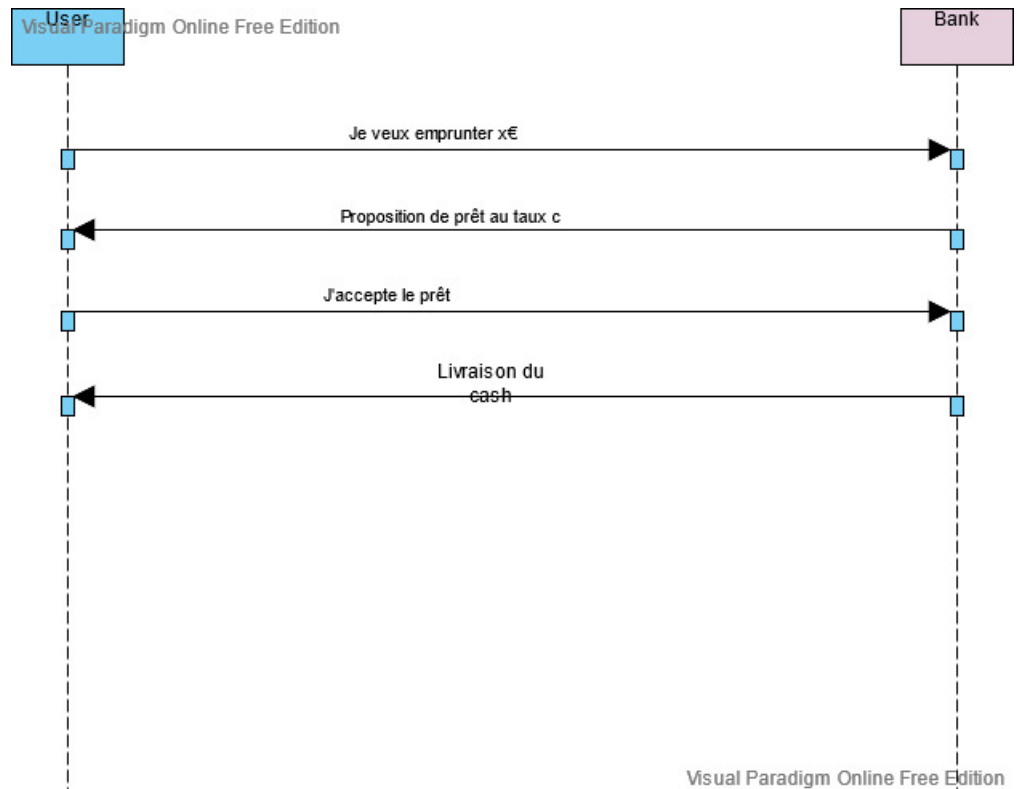 User
Visual Paradigm Online Free Edition
Bank
Je veux emprunter x€
Proposition de prêt au taux c
J'accepte le prêt
Livraison du
cash
Visual Paradigm Online Free Edition